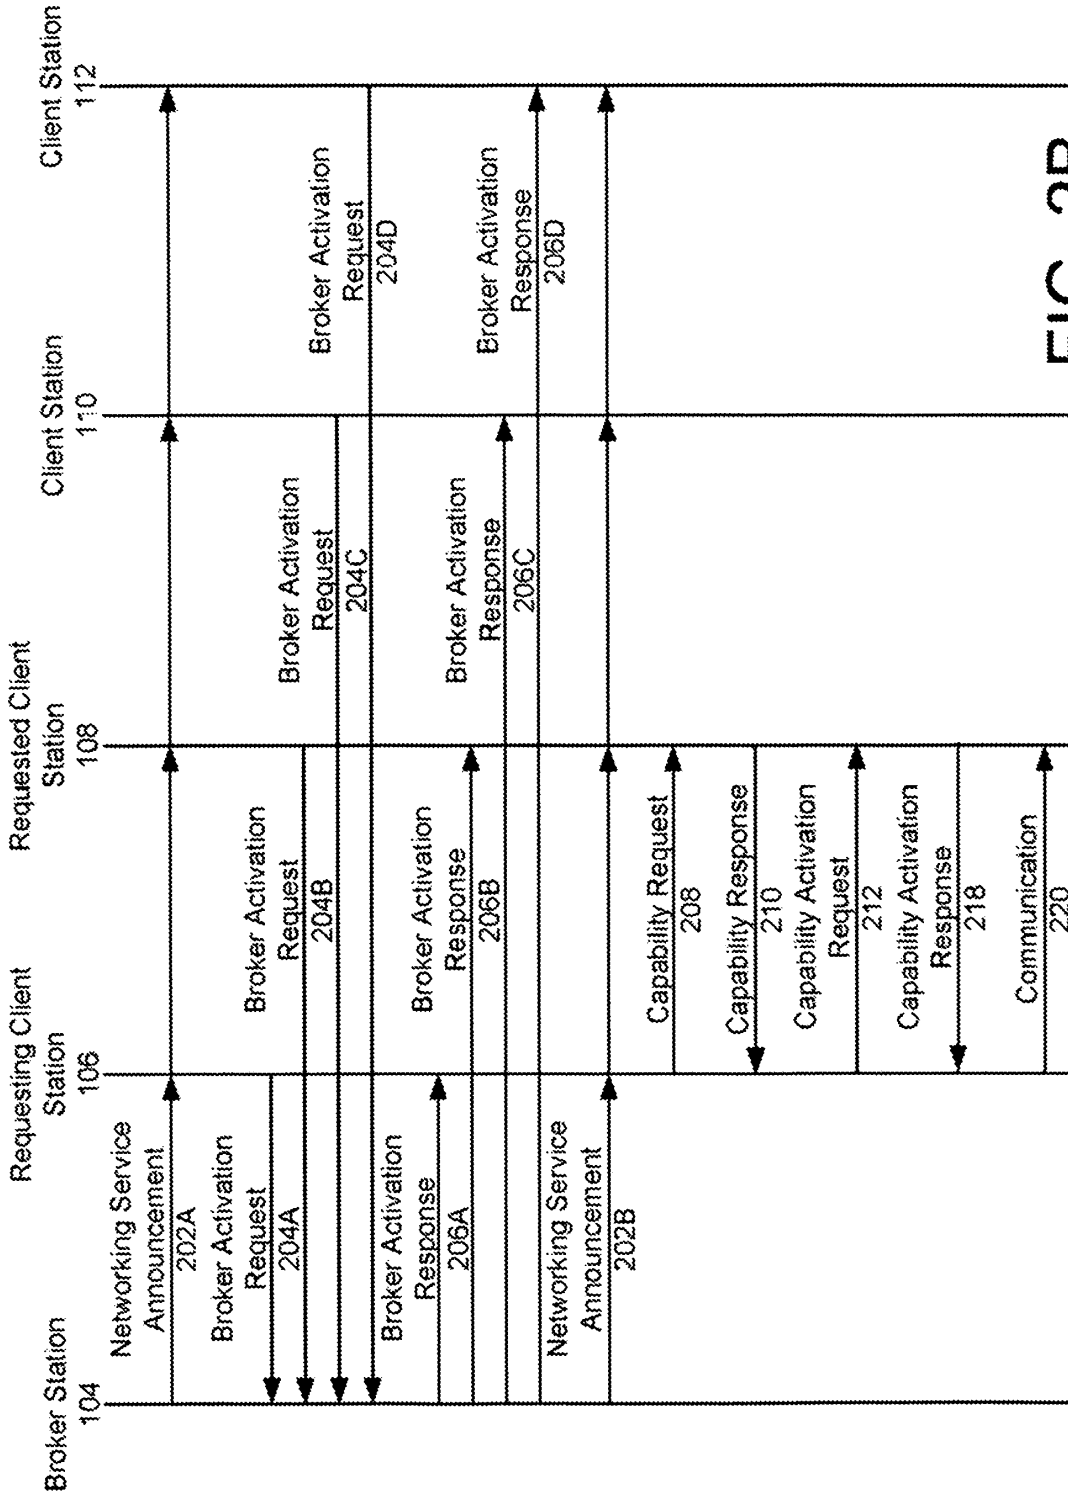 Broker Station
104
Requesting Client
Station
106
Requested Client
Station
108
Client Station
110
Client Station
112
Networking Service
Announcement
202A
Broker Activation
Request
204A
Broker Activation
Request
204B
Broker Activation
Request
204C
Broker Activation
Request
204D
Broker Activation
Response
206A
Broker Activation
Response
206B
Broker Activation
Response
206C
Broker Activation
Response
206D
Networking Service
Announcement
202B
Capability Request
208
Capability Response
210
Capability Activation
Request
212
Capability Activation
Response
218
Communication
220
FIG. 2B